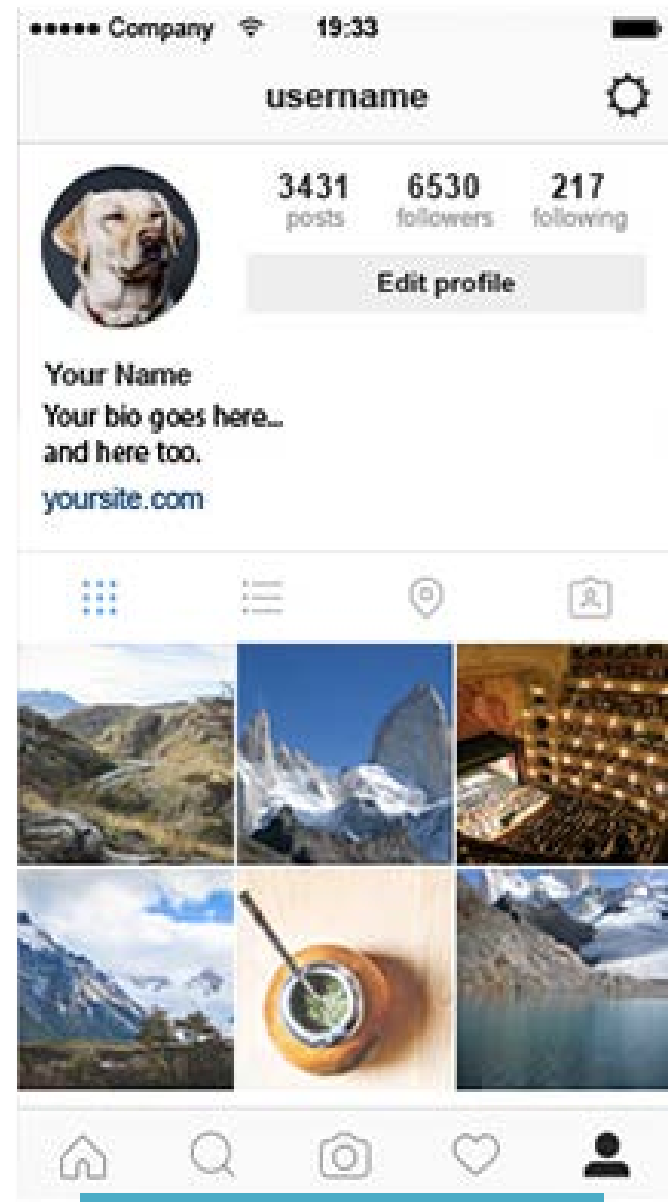 Company 19:33
username
3431 6530 217
posts followers following
Edit profile
Your Name
Your bio goes here...
and here too.
yoursite.com